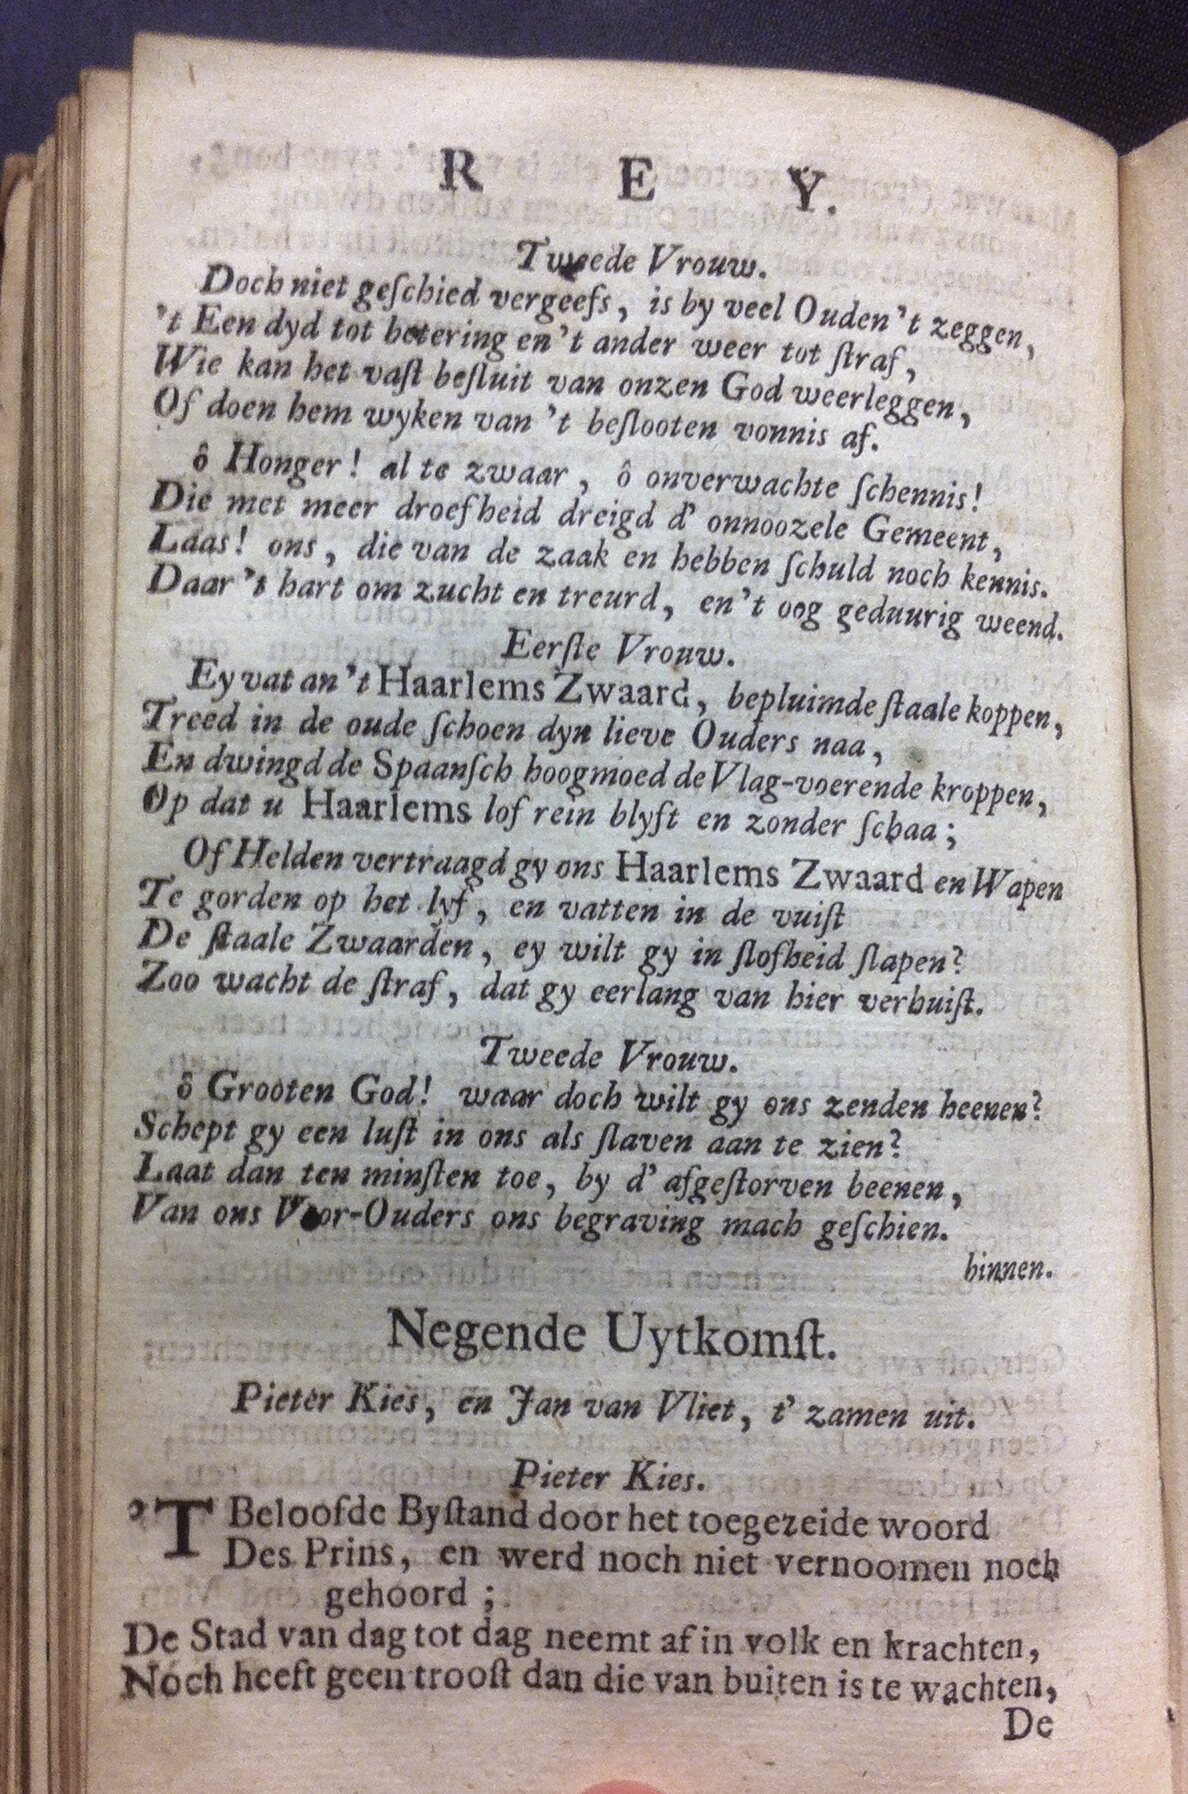 R E Y.
Tweede Vrouw.
Doch niet geſchied vergeefs, is by veel Ouden 't zeggen,
't Een dyd tot betering en 't ander weer tot ſtraf,
Wie kan het vaſt beſluit van onzen God weerleggen,
Of doen hem wyken van 't beſlooten vonnis af.
ô Honger! al te zwaar, ô onverwachte ſchennis!
Die met meer droefheid dreigd d' onnoozele Gemeent,
Laas! ons, die van de zaak en hebben ſchuld noch kennis.
Daar 't hart om zucht en treurd, en 't oog geduurig weend.
Eerſte Vrouw.
Ey vat an 't Haarlems Zwaard, bepluimde ſtaale koppen,
Treed in de oude ſchoen dyn lieve Ouders naa,
En dwingd de Spaanſch hoogmoed de Vlag-voerende kroppen,
Op dat u Haarlems lof rein blyft en zonder ſchaa;
Of Helden vertraagd gy ons Haarlems Zwaard en Wapen
Te gorden op het lyf, en vatten in de vuiſt
De ſtaale Zwaarden, ey wilt gy in ſlofheid ſlapen?
Zoo wacht de ſtraf, dat gy eerlang van hier verhuiſt.
Tweede Vrouw.
ô Grooten God! waar doch wilt gy ons zenden heenen?
Schept gy een luſt in ons als ſlaven aan te zien?
Laat dan ten minſten toe, by d' afgeſtorven beenen,
Van ons Voor-Ouders ons begraving mach geſchien.
binnen.
Negende Uytkomſt.
Pieter Kies, en Jan van Vliet, t' zamen uit.
Pieter Kies.
'T Beloofde Byſtand door het toegezeide woord
Des Prins, en werd noch niet vernoomen noch
gehoord;
De Stad van dag tot dag neemt af in volk en krachten,
Noch heeft geen trooſt dan die van buiten is te wachten,
De